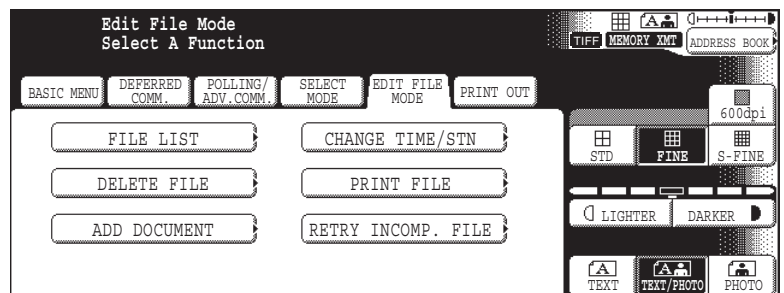 Edit File Mode
Select A Function
TIFF MEMORY XMT ADDRESS BOOK
BASIC MENU
DEFERRED COMM.
POLLING/ ADV.COMM.
SELECT MODE
EDIT FILE MODE
PRINT OUT
600dpi
FILE LIST
CHANGE TIME/STN
DELETE FILE
PRINT FILE
ADD DOCUMENT
RETRY INCOMP. FILE
STD FINE S-FINE
LIGHTER DARKER
A TEXT
A TEXT/PHOTO
PHOTO